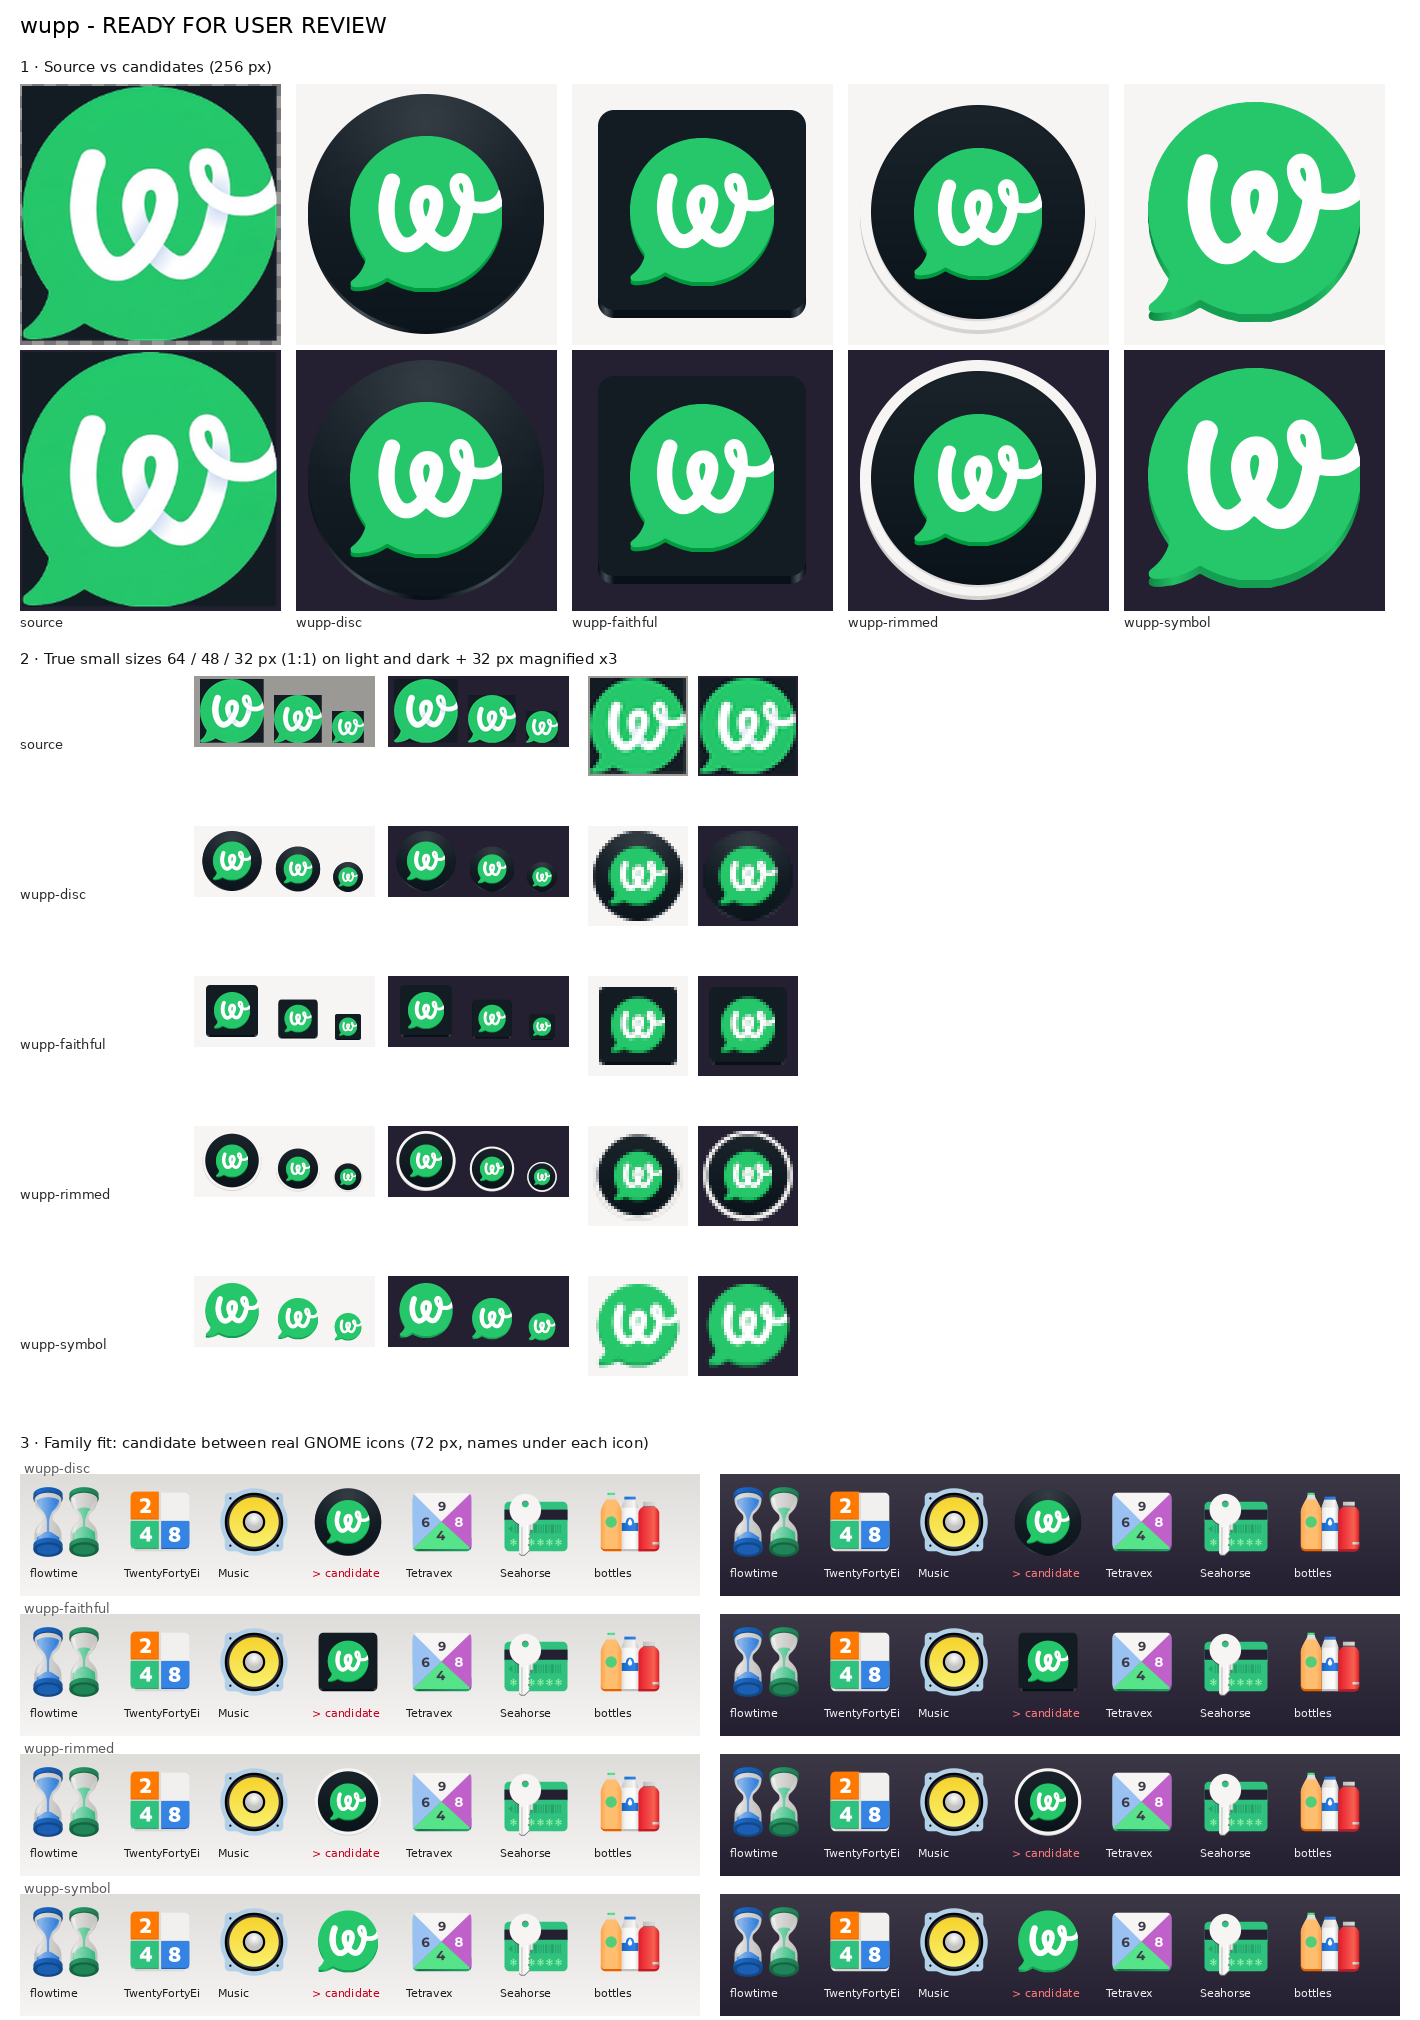 wupp - READY FOR USER REVIEW
1 · Source vs candidates (256 px)
source
wupp-disc
wupp-faithful
wupp-rimmed
wupp-symbol
2 · True small sizes 64 / 48 / 32 px (1:1) on light and dark + 32 px magnified x3
source
wupp-disc
wupp-faithful
wupp-rimmed
wupp-symbol
3 · Family fit: candidate between real GNOME icons (72 px, names under each icon)
wupp-disc
flowtime TwentyFortyEi Music > candidate Tetravex Seahorse bottles
flowtime TwentyFortyEi Music > candidate Tetravex Seahorse bottles
wupp-faithful
flowtime TwentyFortyEi Music > candidate Tetravex Seahorse bottles
flowtime TwentyFortyEi Music > candidate Tetravex Seahorse bottles
wupp-rimmed
flowtime TwentyFortyEi Music > candidate Tetravex Seahorse bottles
flowtime TwentyFortyEi Music > candidate Tetravex Seahorse bottles
wupp-symbol
flowtime TwentyFortyEi Music > candidate Tetravex Seahorse bottles
flowtime TwentyFortyEi Music > candidate Tetravex Seahorse bottles